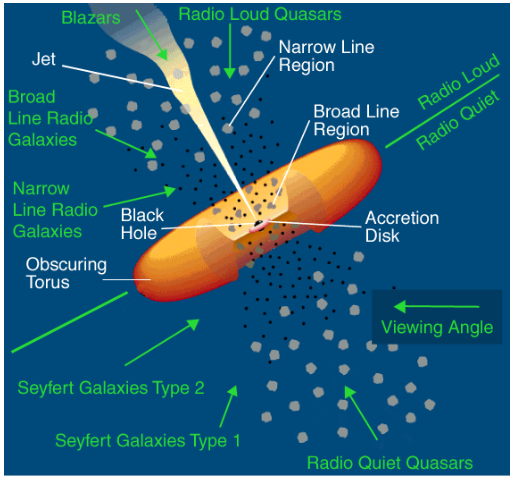 Blazars
Radio Loud Quasars
Jet
Narrow Line
Region
Radio Loud
Radio Quiet
Broad
Line Radio
Galaxies
Broad Line
Region
Narrow
Line Radio
Galaxies
Black
Hole
Accretion
Disk
Obscuring
Torus
Viewing Angle
Seyfert Galaxies Type 2
Seyfert Galaxies Type 1
Radio Quiet Quasars